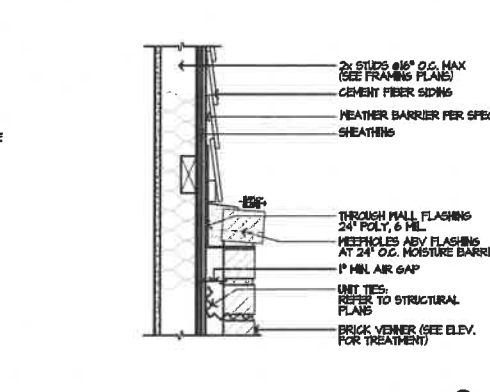 2x STUDS @16" O.C. MAX
(SEE FRAMING PLANS)
CEMENT FIBER SIDING
WEATHER BARRIER PER SPEC
SHEATHING
THROUGH WALL FLASHING
24" POLY, 6 MIL.
WEEPHOLES ABV FLASHING
AT 24" O.C. MOISTURE BARRI
1" MIN. AIR GAP
UNIT TIES:
REFER TO STRUCTURAL
PLANS
BRICK VENNER (SEE ELEV.
FOR TREATMENT)